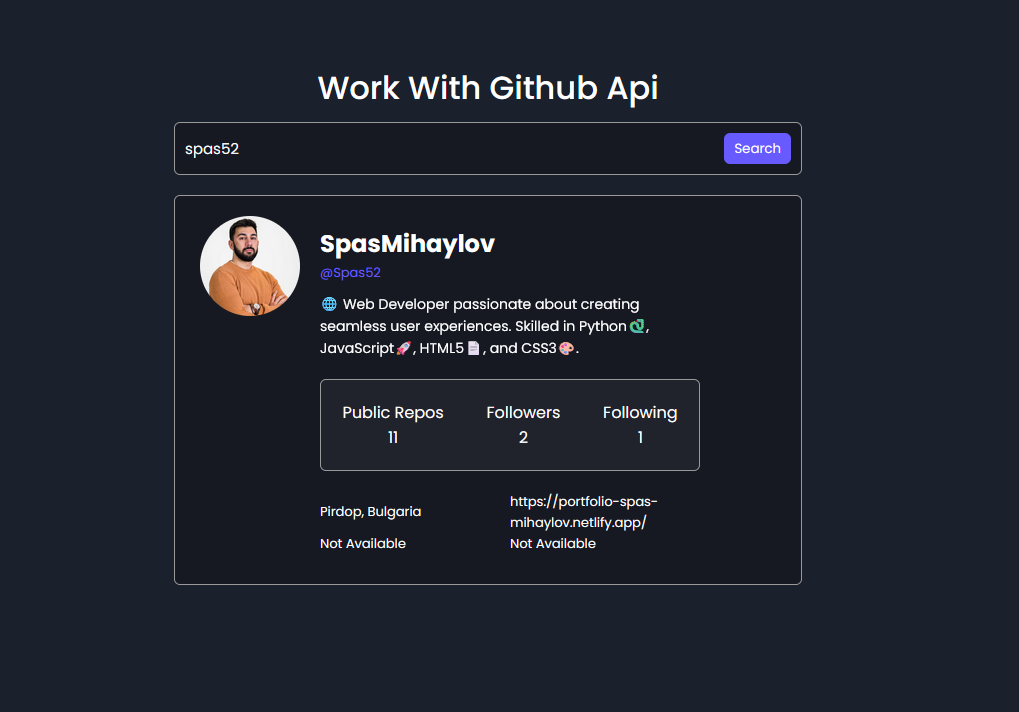 Work With Github Api
spas52
Search
SpasMihaylov
@Spas52
🌐 Web Developer passionate about creating
seamless user experiences. Skilled in Python🐍,
JavaScript🚀, HTML5📄, and CSS3🎨.
Public Repos Followers Following
11 2 1
Pirdop, Bulgaria
https://portfolio-spas-
mihaylov.netlify.app/
Not Available Not Available